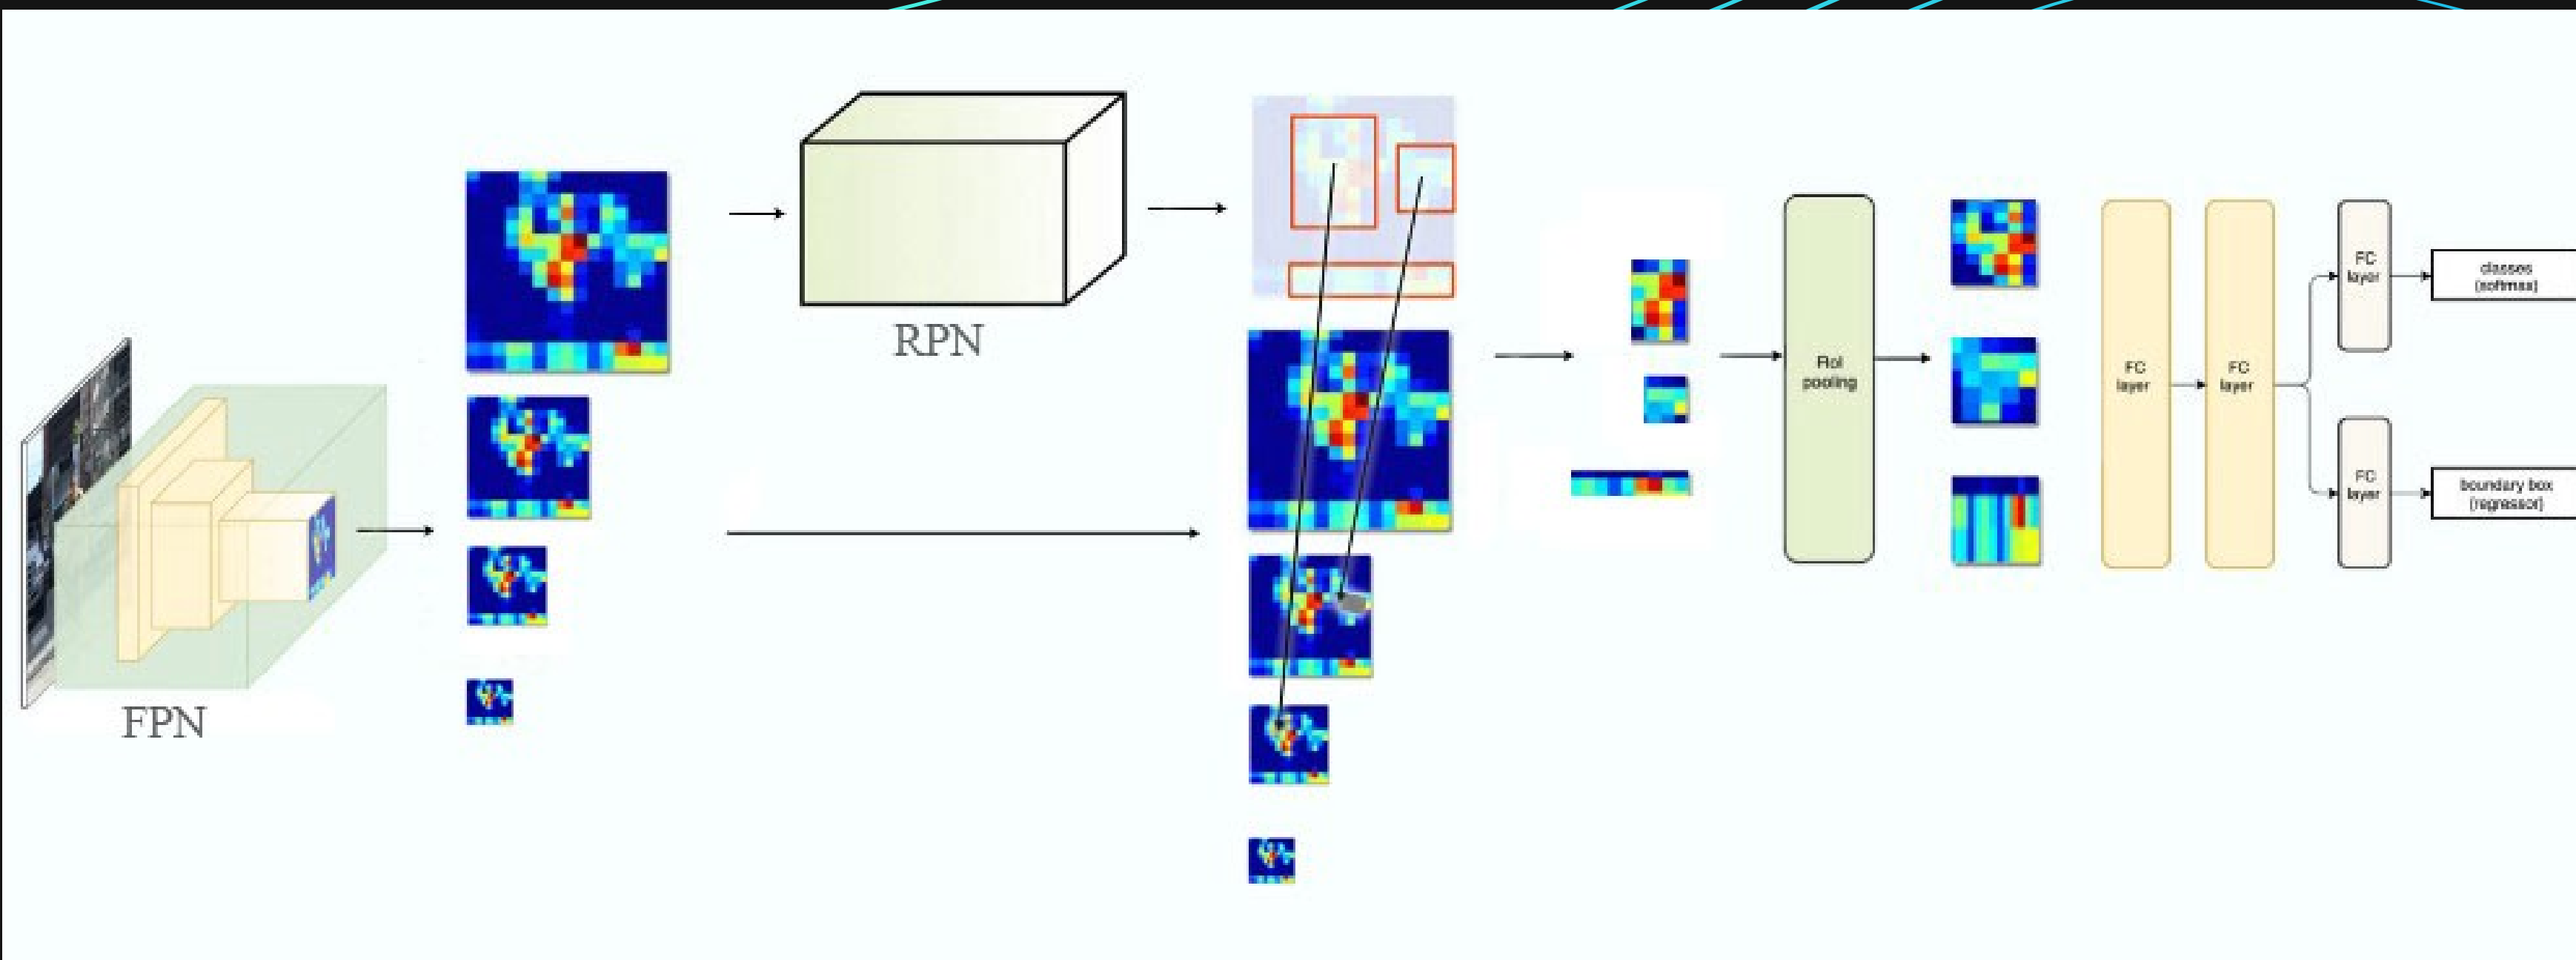 FPN
RPN
RoI
pooling
FC
layer
FC
layer
FC
layer
classes
(softmax)
FC
layer
boundary box
(regressor)